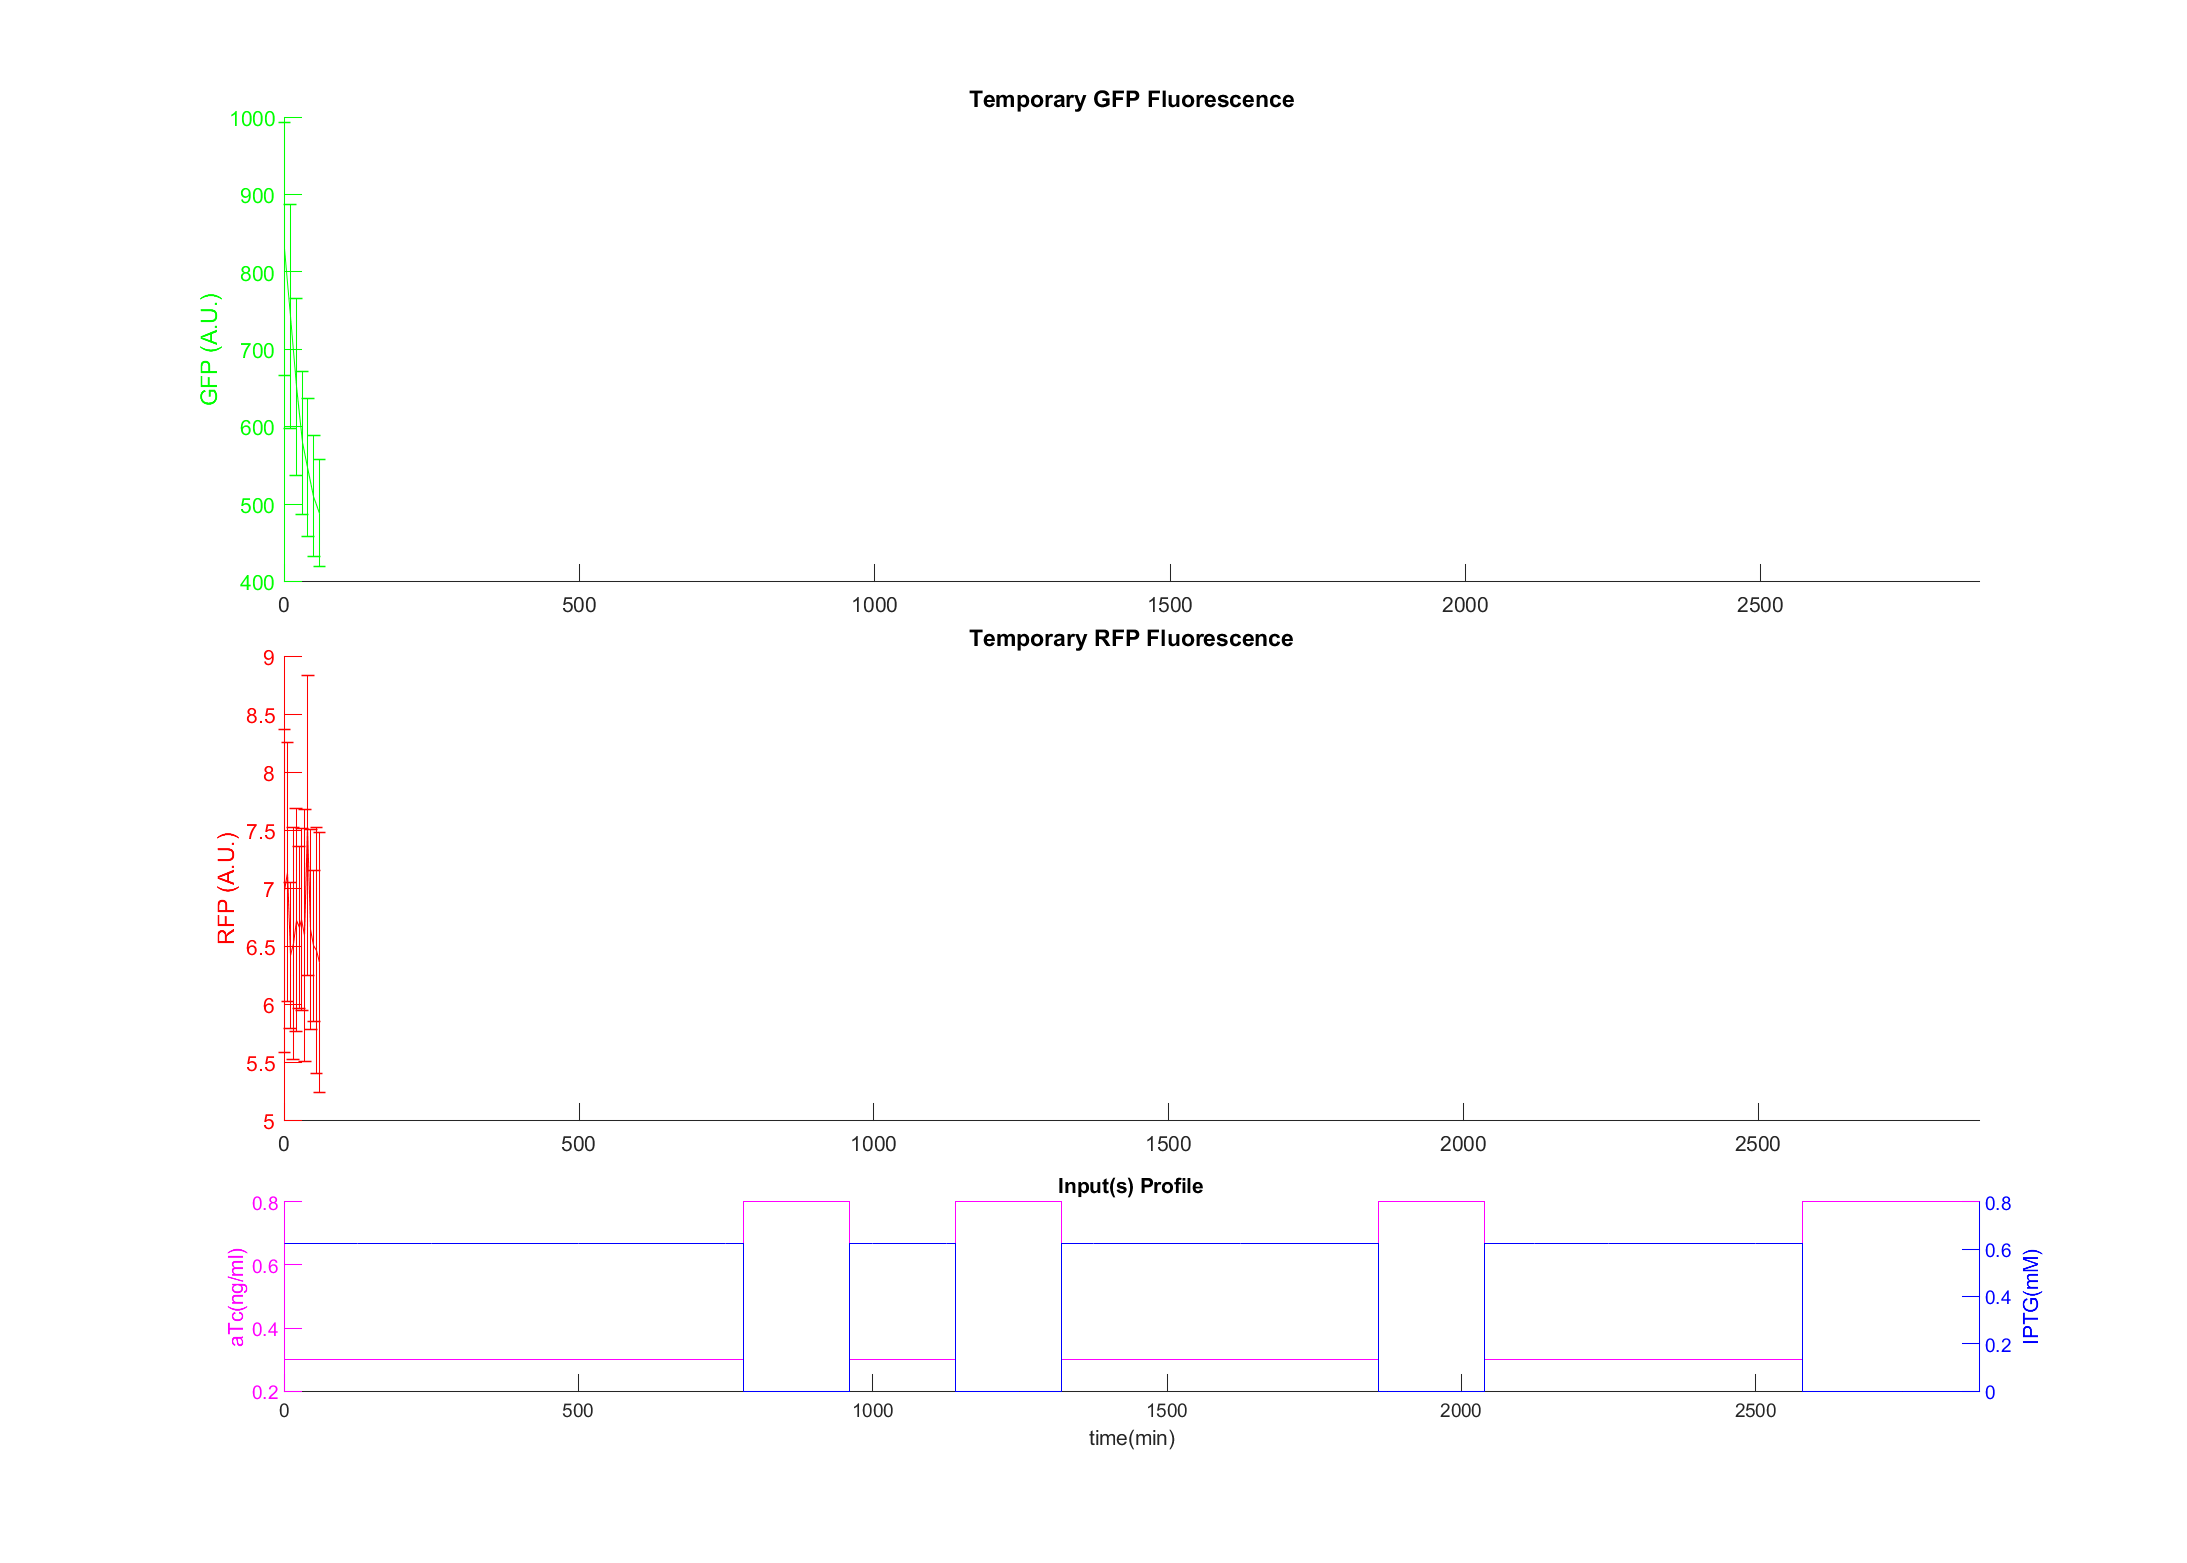 Temporary GFP Fluorescence
1000
900
800
700
600
500
400
GFP (A.U.)
0 500 1000 1500 2000 2500
Temporary RFP Fluorescence
9
8.5
8
7.5
7
6.5
6
5.5
5
RFP (A.U.)
0 500 1000 1500 2000 2500
Input(s) Profile
0.8
0.6
0.4
0.2
aTc(ng/ml)
0.8
0.6
0.4
0.2
0
IPTG(mM)
0 500 1000 1500 2000 2500
time(min)